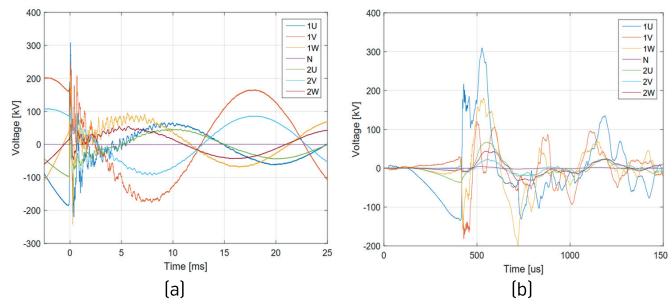 400
300
200
100
0
-100
-200
-300
Voltage [kV]
0
5
10
15
20
25
Time [ms]
1U
1V
1W
N
2U
2V
2W
(a)
400
300
200
100
0
-100
-200
Voltage [kV]
0
500
1000
150
Time [us]
1U
1V
1W
N
2U
2V
2W
(b)